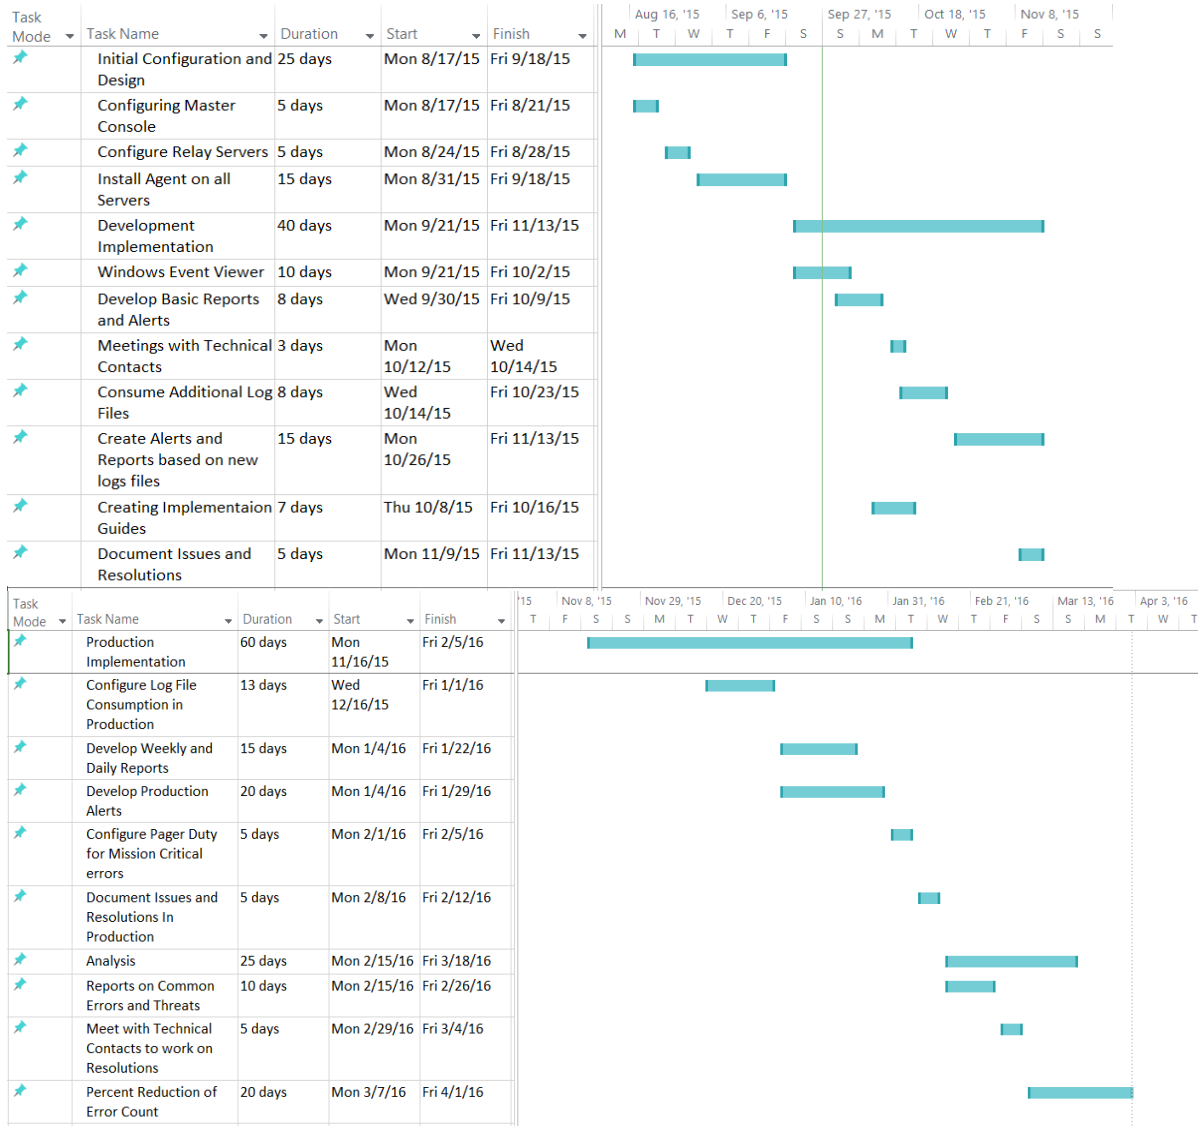 Task
Mode Task Name Duration Start Finish
Aug 16, '15 Sep 6, '15 Sep 27, '15 Oct 18, '15 Nov 8, '15
M T W T F S S M T W T F S S
Initial Configuration and 25 days Mon 8/17/15 Fri 9/18/15
Design
Configuring Master 5 days Mon 8/17/15 Fri 8/21/15
Console
Configure Relay Servers 5 days Mon 8/24/15 Fri 8/28/15
Install Agent on all 15 days Mon 8/31/15 Fri 9/18/15
Servers
Development 40 days Mon 9/21/15 Fri 11/13/15
Implementation
Windows Event Viewer 10 days Mon 9/21/15 Fri 10/2/15
Develop Basic Reports 8 days Wed 9/30/15 Fri 10/9/15
and Alerts
Meetings with Technical 3 days Mon Wed
Contacts 10/12/15 10/14/15
Consume Additional Log 8 days Wed Fri 10/23/15
Files 10/14/15
Create Alerts and 15 days Mon Fri 11/13/15
Reports based on new 10/26/15
logs files
Creating Implementaion 7 days Thu 10/8/15 Fri 10/16/15
Guides
Document Issues and 5 days Mon 11/9/15 Fri 11/13/15
Resolutions
Task
Mode Task Name Duration Start Finish
'15 Nov 8, '15 Nov 29, '15 Dec 20, '15 Jan 10, '16 Jan 31, '16 Feb 21, '16 Mar 13, '16 Apr 3, '16
T F S S M T W T F S S M T W T F S S M T W T
Production 60 days Mon Fri 2/5/16
Implementation 11/16/15
Configure Log File 13 days Wed Fri 1/1/16
Consumption in 12/16/15
Production
Develop Weekly and 15 days Mon 1/4/16 Fri 1/22/16
Daily Reports
Develop Production 20 days Mon 1/4/16 Fri 1/29/16
Alerts
Configure Pager Duty 5 days Mon 2/1/16 Fri 2/5/16
for Mission Critical
errors
Document Issues and 5 days Mon 2/8/16 Fri 2/12/16
Resolutions In
Production
Analysis 25 days Mon 2/15/16 Fri 3/18/16
Reports on Common 10 days Mon 2/15/16 Fri 2/26/16
Errors and Threats
Meet with Technical 5 days Mon 2/29/16 Fri 3/4/16
Contacts to work on
Resolutions
Percent Reduction of 20 days Mon 3/7/16 Fri 4/1/16
Error Count